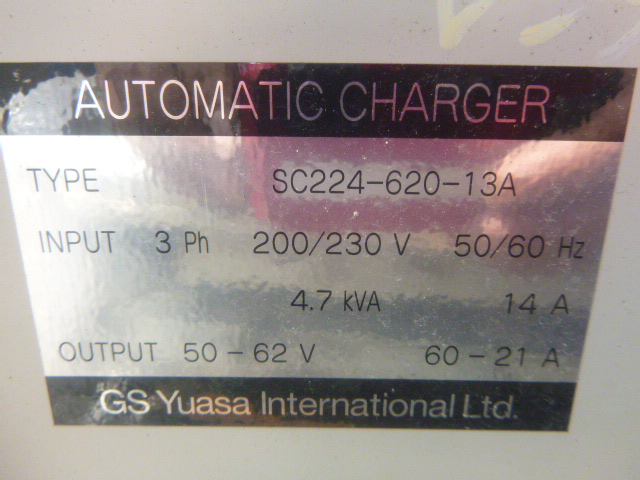 AUTOMATIC CHARGER
TYPE SC224-620-13A
INPUT 3 Ph 200/230 V 50/60 Hz
4.7 kVA 14 A
OUTPUT 50-62 V 60-21 A
GS Yuasa International Ltd.